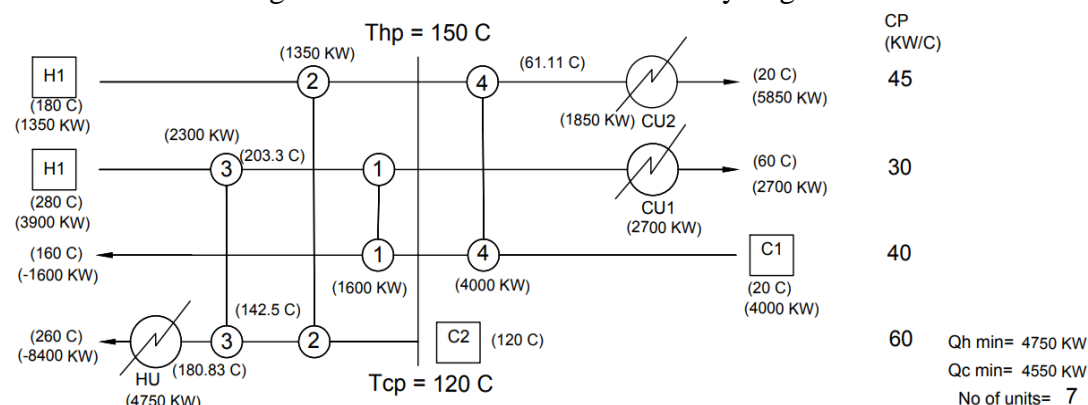 Thp = 150 C
CP
(KW/C)
(1350 KW)
(61.11 C)
H1
2
4
(20 C)
45
(180 C)
(1350 KW)
(5850 KW)
(1850 KW)
CU2
(2300 KW)
(203.3 C)
H1
3
1
(60 C)
30
(2700 KW)
(280 C)
(3900 KW)
CU1
(2700 KW)
(160 C)
(-1600 KW)
1
4
C1
40
(1600 KW)
(4000 KW)
(20 C)
(4000 KW)
(142.5 C)
(260 C)
(-8400 KW)
3
2
C2
(120 C)
60
Qh min= 4750 KW
HU
(180.83 C)
Tcp = 120 C
Qc min= 4550 KW
(4750 KW)
No of units= 7